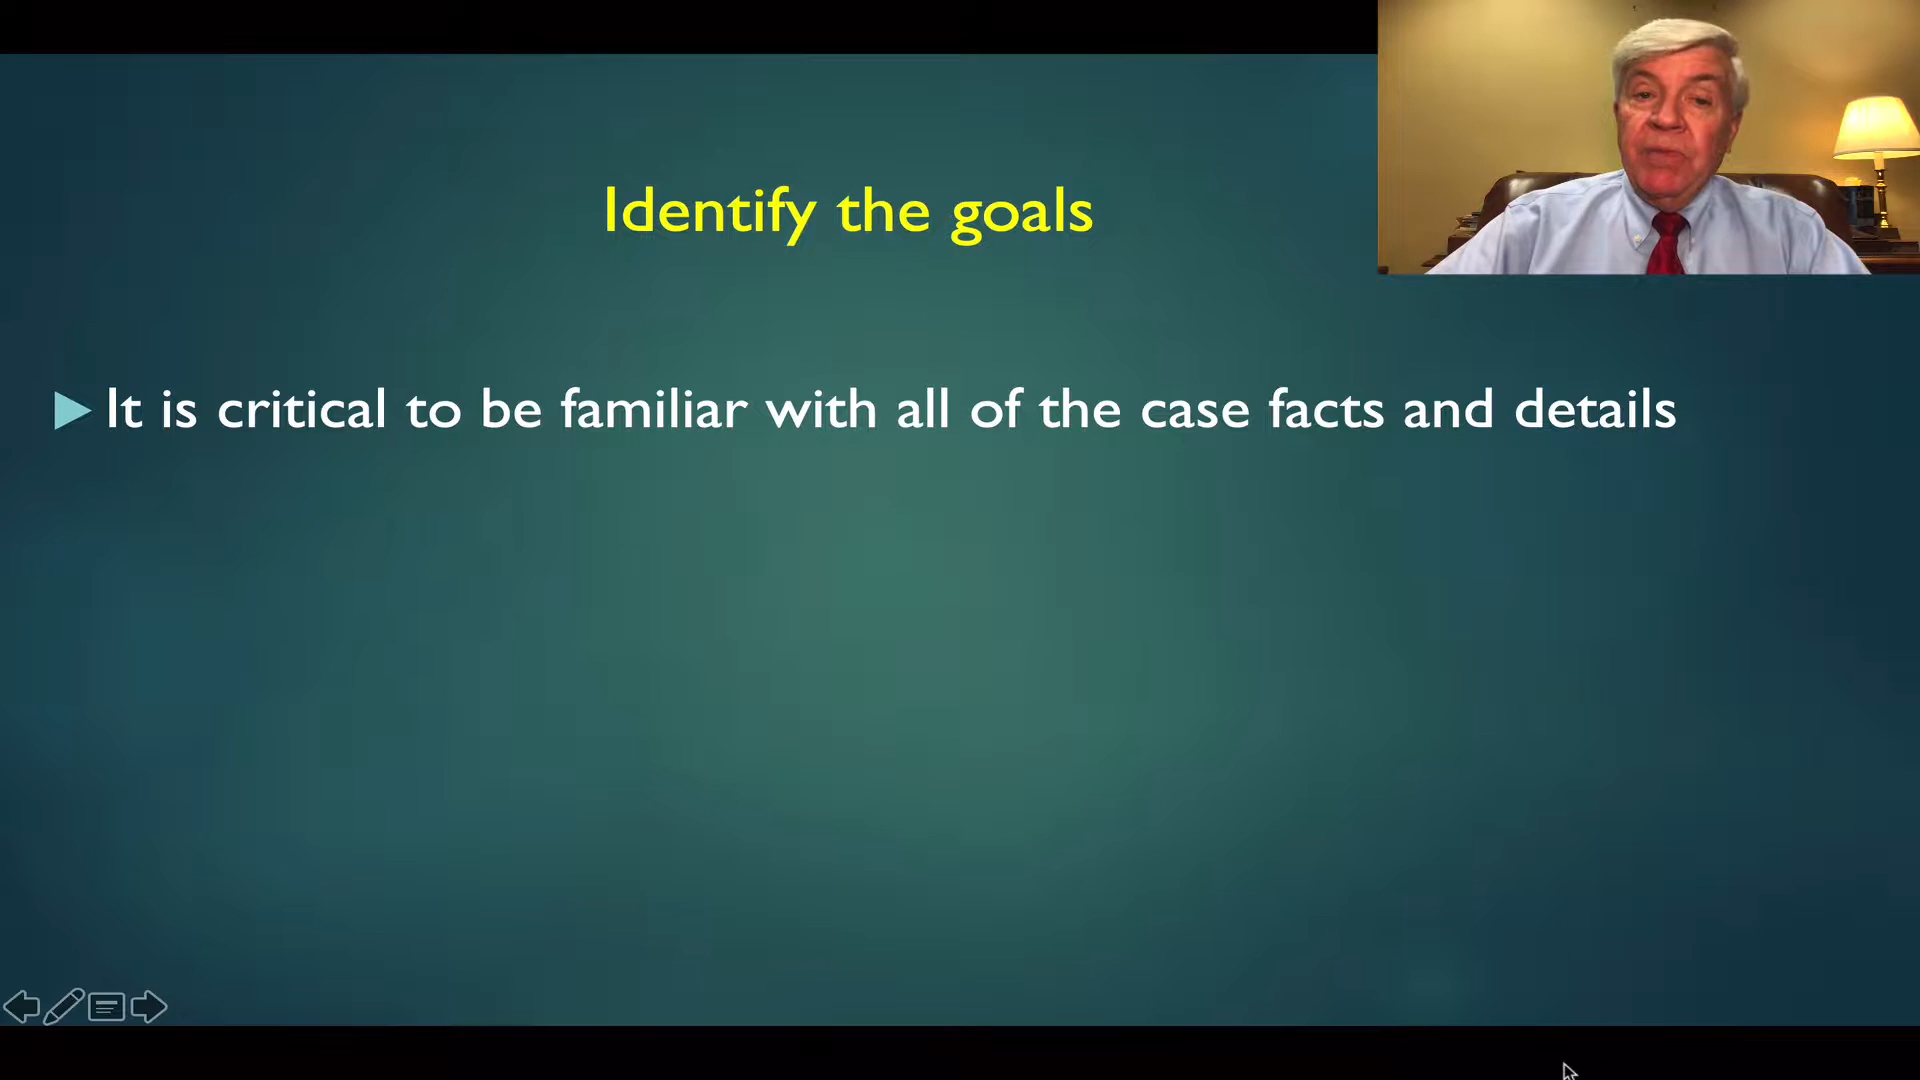 Identify the goals
It is critical to be familiar with all of the case facts and details